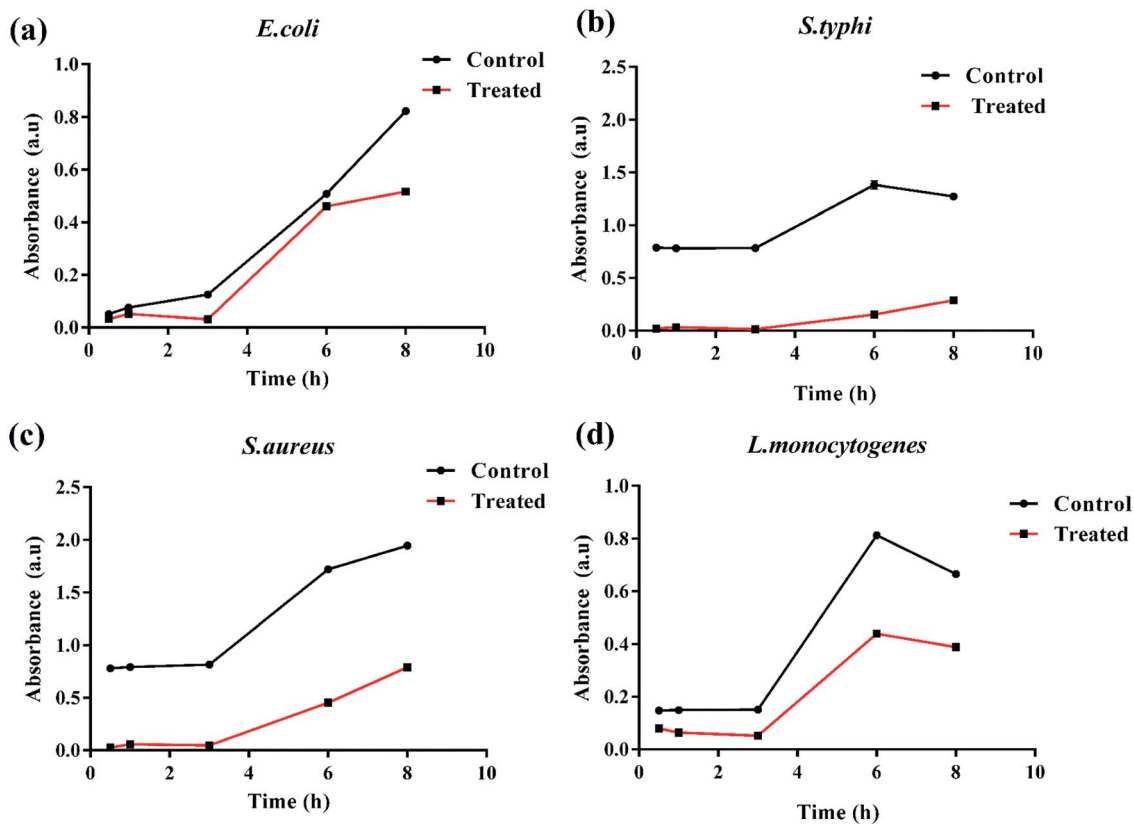 (a)
E.coli
Control
Treated
Absorbance (a.u)
1.0
0.8
0.6
0.4
0.2
0.0
0 2 4 6 8 10
Time (h)
(b)
S.typhi
Control
Treated
Absorbance (a.u)
2.5
2.0
1.5
1.0
0.5
0.0
0 2 4 6 8 10
Time (h)
(c)
S.aureus
Control
Treated
Absorbance (a.u)
2.5
2.0
1.5
1.0
0.5
0.0
0 2 4 6 8 10
Time (h)
(d)
L.monocytogenes
Control
Treated
Absorbance (a.u)
1.0
0.8
0.6
0.4
0.2
0.0
0 2 4 6 8 10
Time (h)